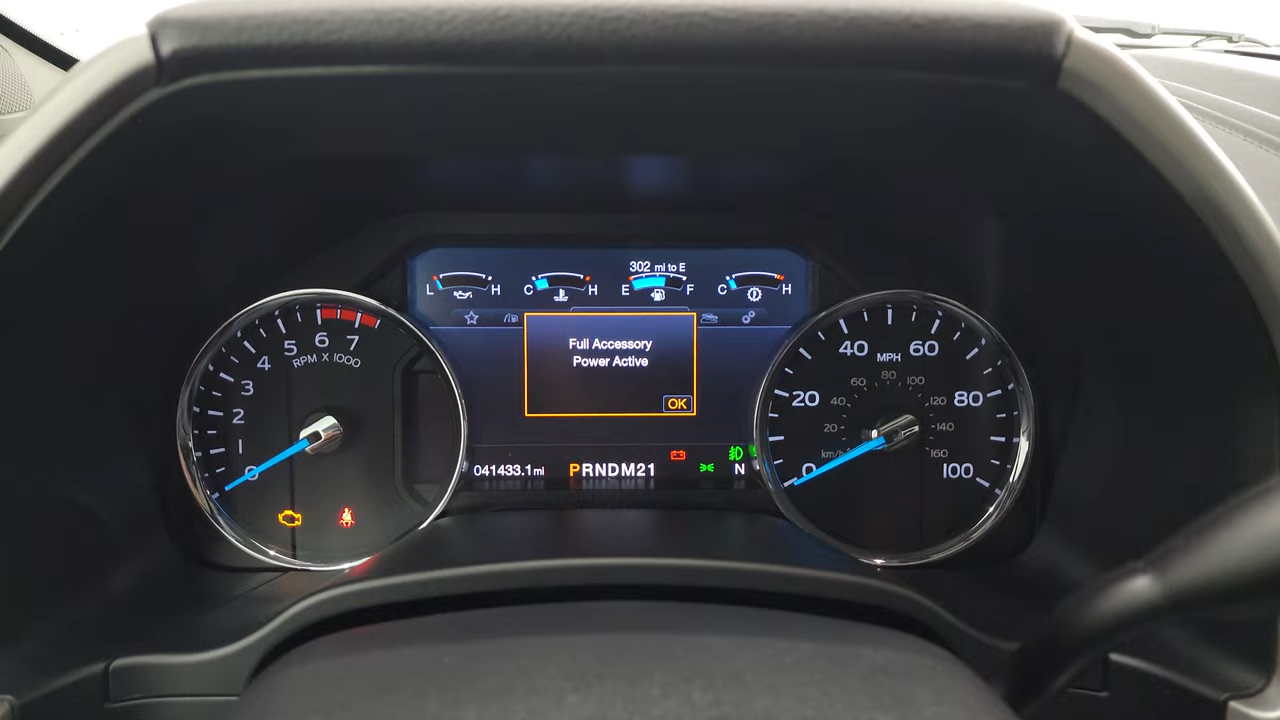 302 mi to E
L H
C H
E F
C H
Full Accessory
Power Active
OK
041433.1 mi
PRNDM21
N
0 1 2 3 4 5 6 7
RPM X 1000
0 20 40 60 80 100
MPH
20 40 60 80 100 120 140 160
km/h